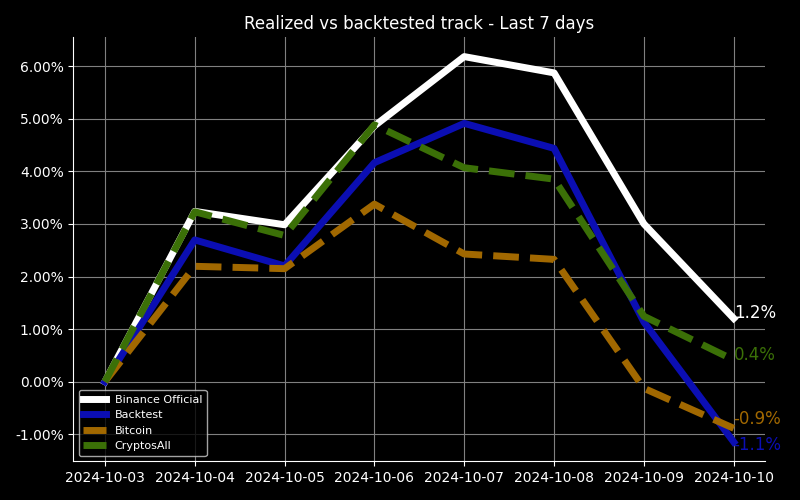 Realized vs backtested track - Last 7 days
6.00%
5.00%
4.00%
3.00%
2.00%
1.00%
0.00%
-1.00%
1.2%
0.4%
-0.9%
-1.1%
Binance Official
Backtest
Bitcoin
CryptosAll
2024-10-03 2024-10-04 2024-10-05 2024-10-06 2024-10-07 2024-10-08 2024-10-09 2024-10-10